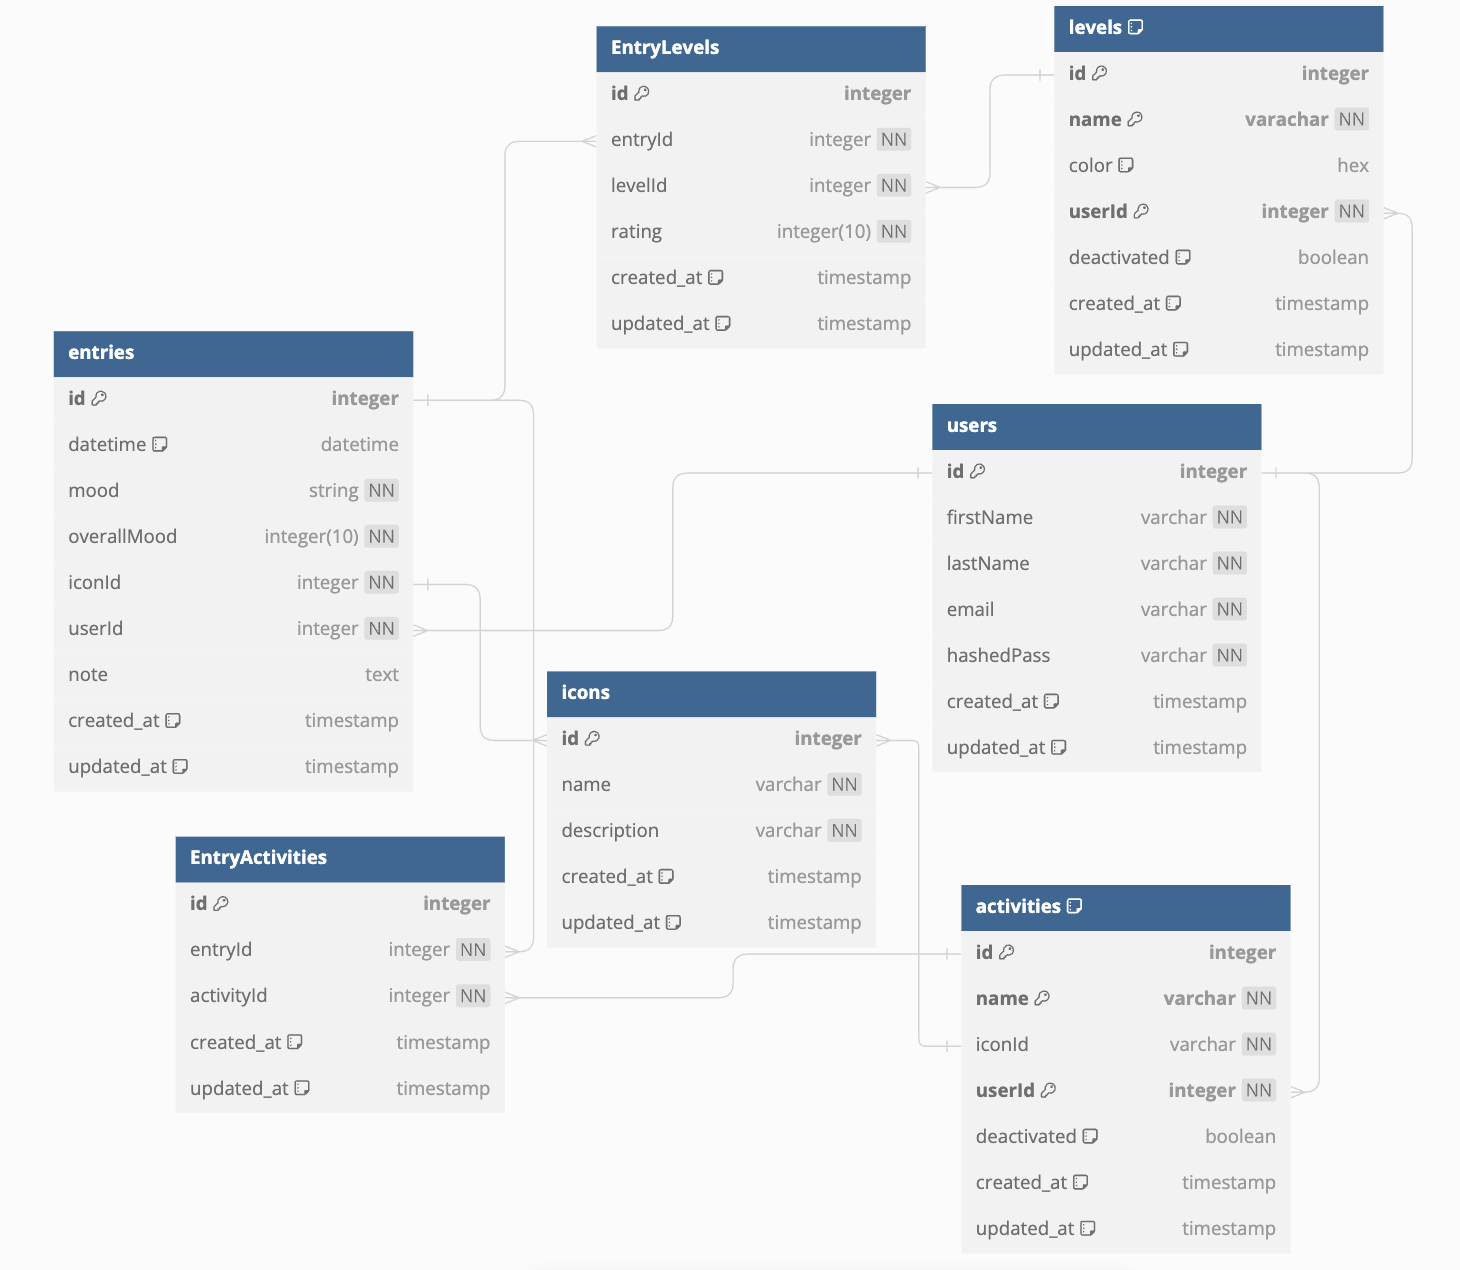 EntryLevels
id integer
entryId integer NN
levelId integer NN
rating integer(10) NN
created_at timestamp
updated_at timestamp
levels
id integer
name varachar NN
color hex
userId integer NN
deactivated boolean
created_at timestamp
updated_at timestamp
entries
id integer
datetime datetime
mood string NN
overallMood integer(10) NN
iconId integer NN
userId integer NN
note text
created_at timestamp
updated_at timestamp
users
id integer
firstName varchar NN
lastName varchar NN
email varchar NN
hashedPass varchar NN
created_at timestamp
updated_at timestamp
icons
id integer
name varchar NN
description varchar NN
created_at timestamp
updated_at timestamp
EntryActivities
id integer
entryId integer NN
activityId integer NN
created_at timestamp
updated_at timestamp
activities
id integer
name varchar NN
iconId varchar NN
userId integer NN
deactivated boolean
created_at timestamp
updated_at timestamp